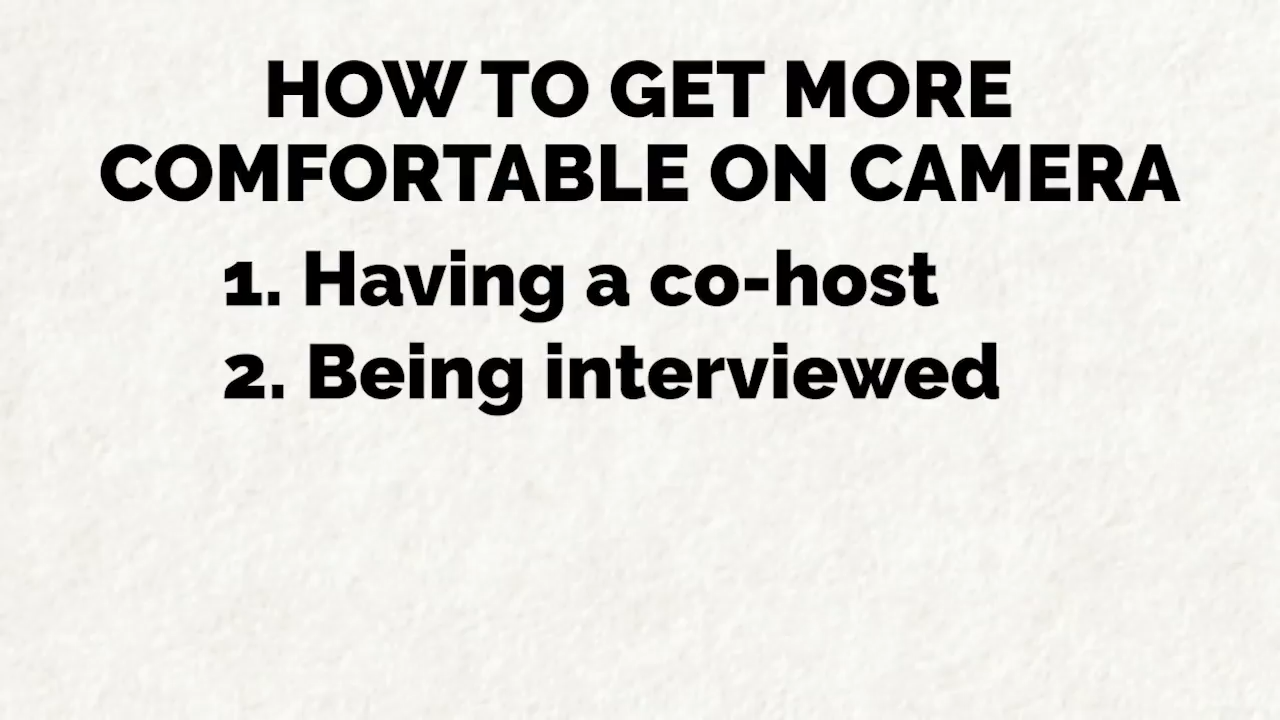 HOW TO GET MORE
COMFORTABLE ON CAMERA
1. Having a co-host
2. Being interviewed